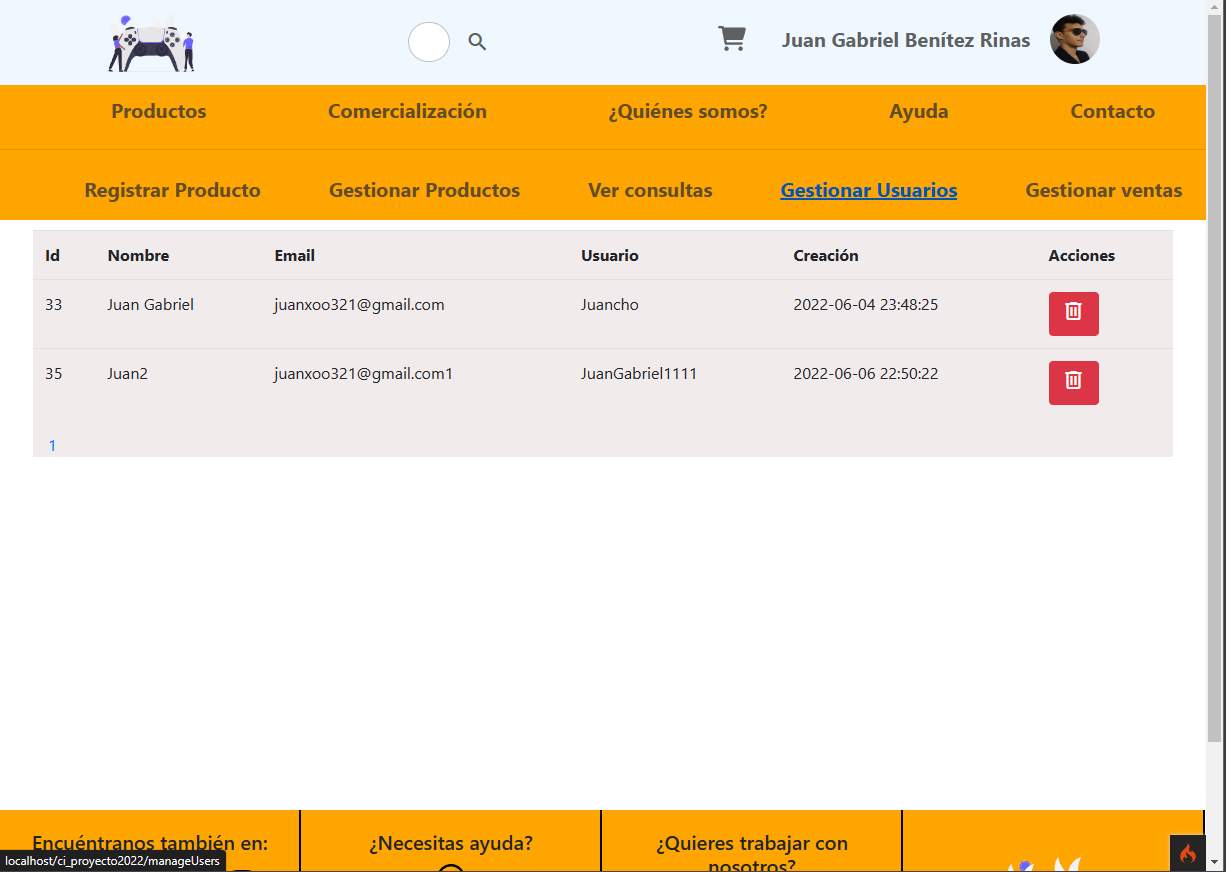 Juan Gabriel Benítez Rinas
Productos Comercialización ¿Quiénes somos? Ayuda Contacto
Registrar Producto Gestionar Productos Ver consultas Gestionar Usuarios Gestionar ventas
Id Nombre Email Usuario Creación Acciones
33 Juan Gabriel juanxoo321@gmail.com Juancho 2022-06-04 23:48:25
35 Juan2 juanxoo321@gmail.com1 JuanGabriel1111 2022-06-06 22:50:22
1
Encuéntranos también en: ¿Necesitas ayuda? ¿Quieres trabajar con
nosotros?
localhost/ci_proyecto2022/manageUsers